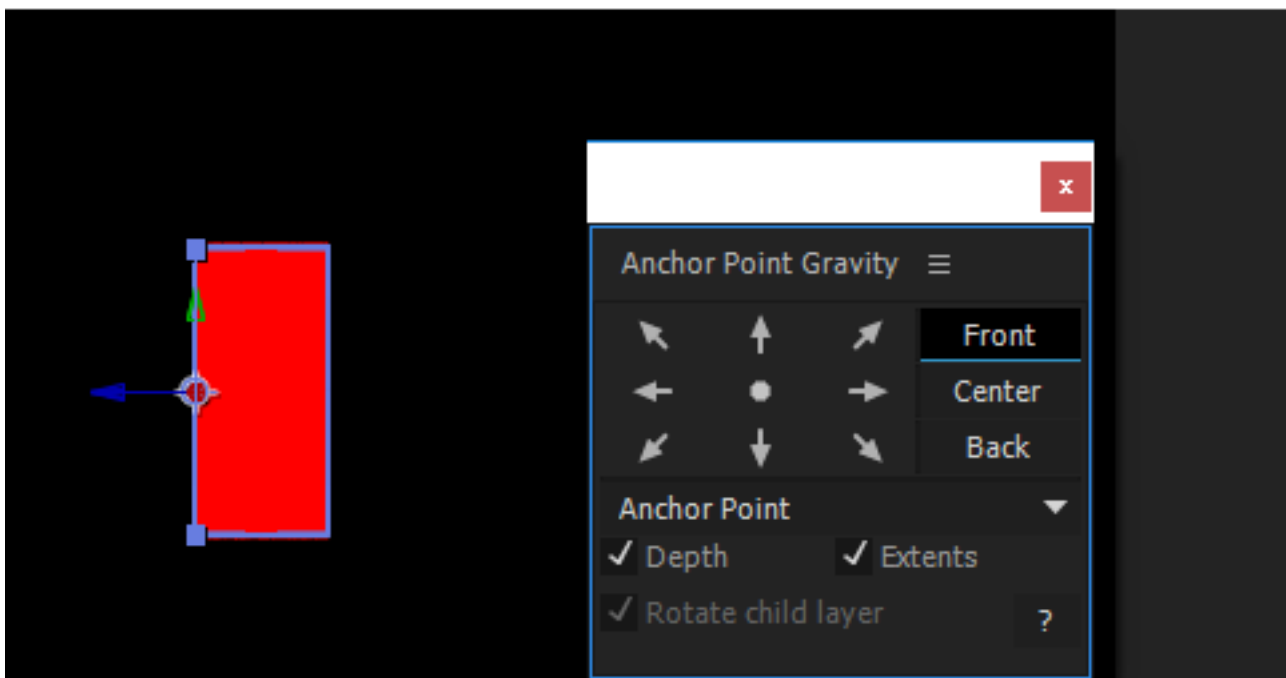 x
Anchor Point Gravity
Front
Center
Back
Anchor Point
Depth Extents
Rotate child layer ?